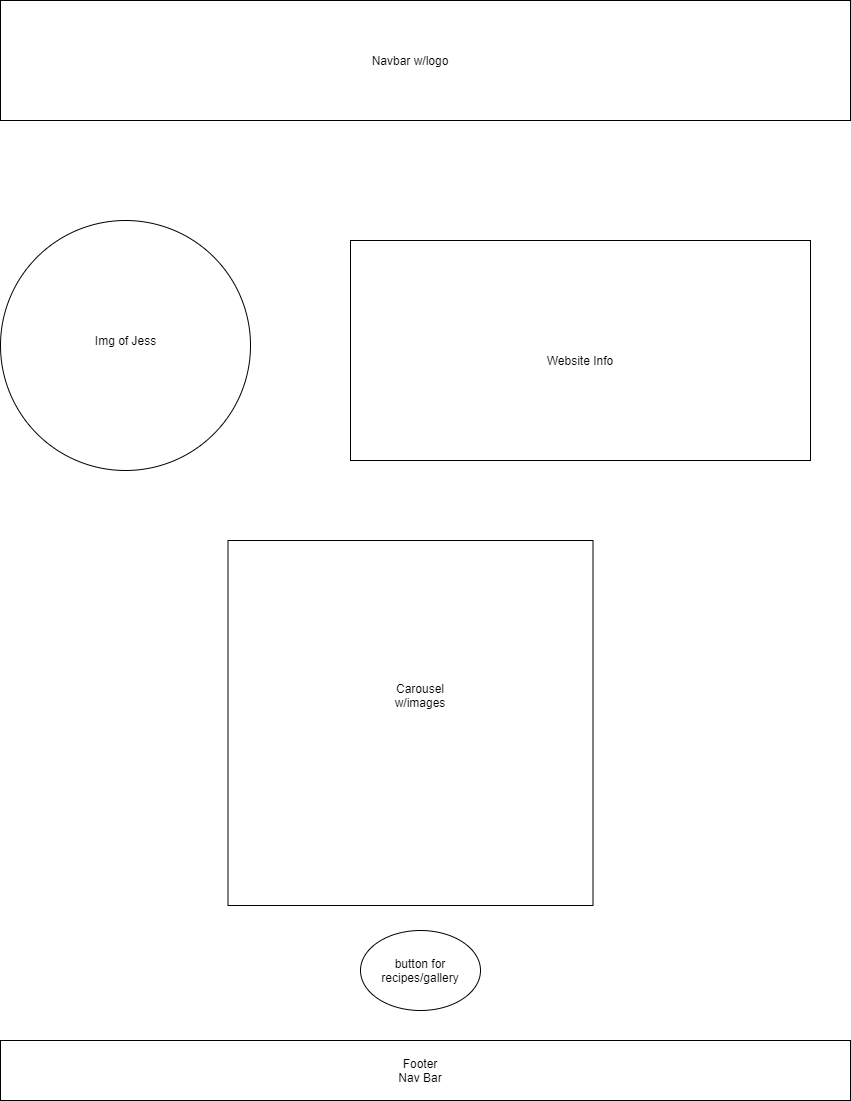 Navbar w/logo
Img of Jess
Website Info
Carousel
w/images
button for
recipes/gallery
Footer
Nav Bar